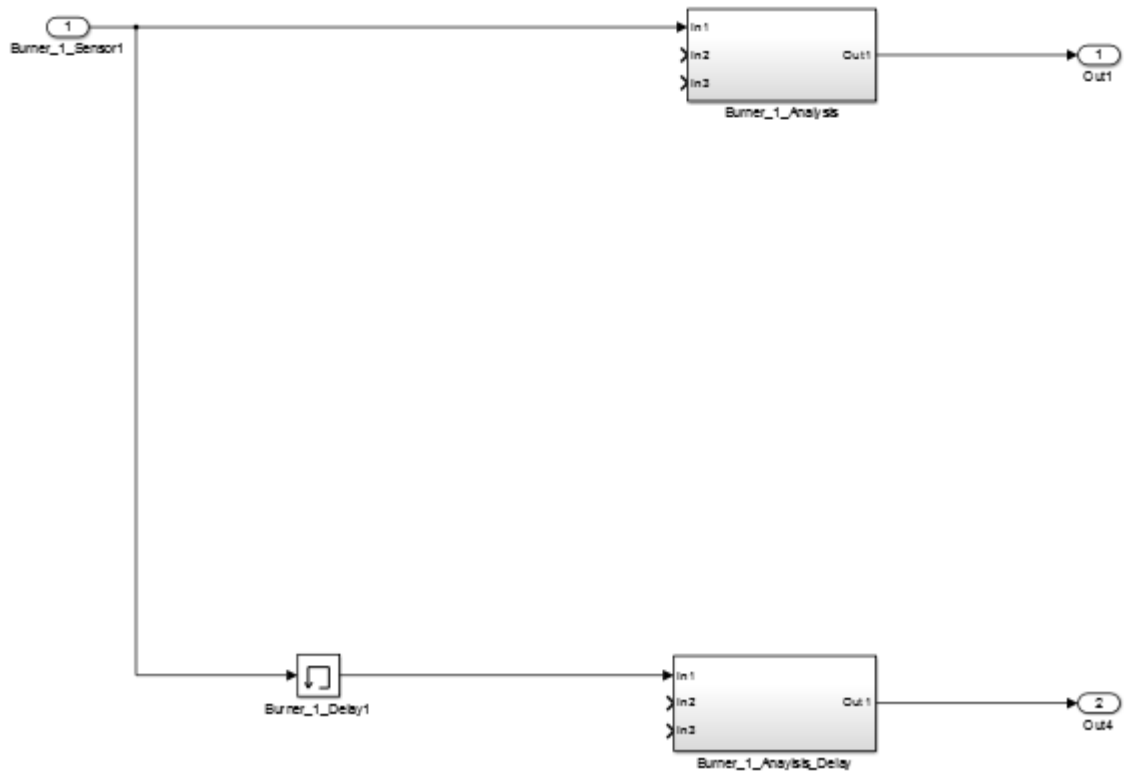 1
Burner_1_Sensor1
In1
In2
In3
Out1
Burner_1_Analysis
1
Out1
Burner_1_Delay1
In1
In2
In3
Out1
Burner_1_Anaylsis_Delay
2
Out4